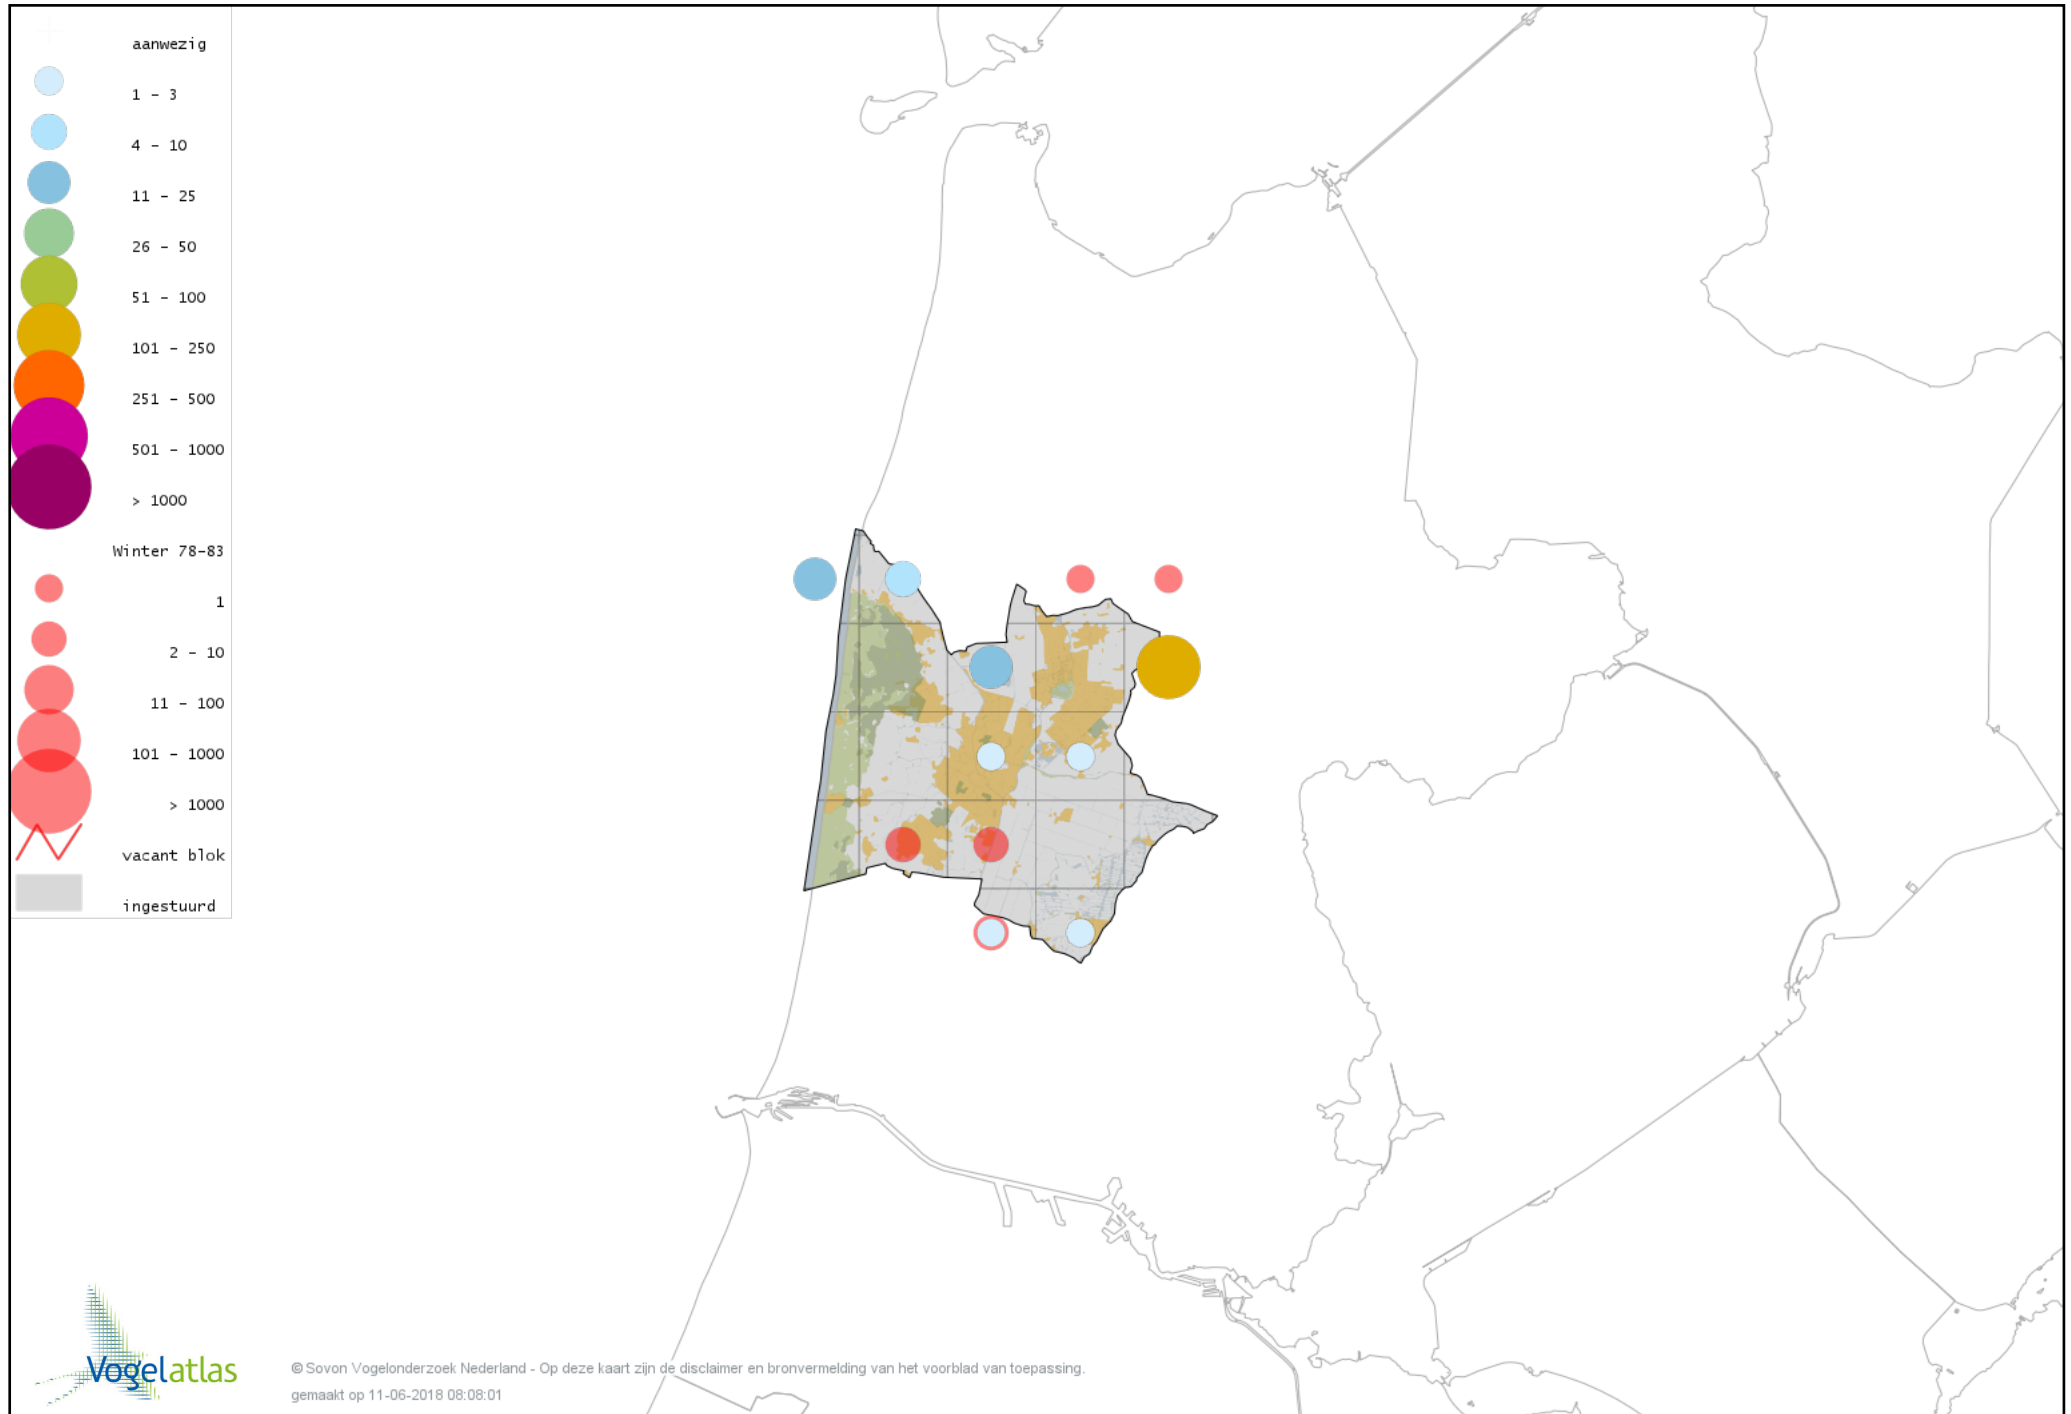 aanwezig
1 - 3
4 - 10
11 - 25
26 - 50
51 - 100
101 - 250
251 - 500
501 - 1000
> 1000
Winter 78-83
1
2 - 10
11 - 100
101 - 1000
> 1000
vacant blok
ingestuurd
Vogelatlas
© Sovon Vogelonderzoek Nederland - Op deze kaart zijn de disclaimer en bronvermelding van het voorblad van toepassing.
gemaakt op 11-06-2018 08:08:01